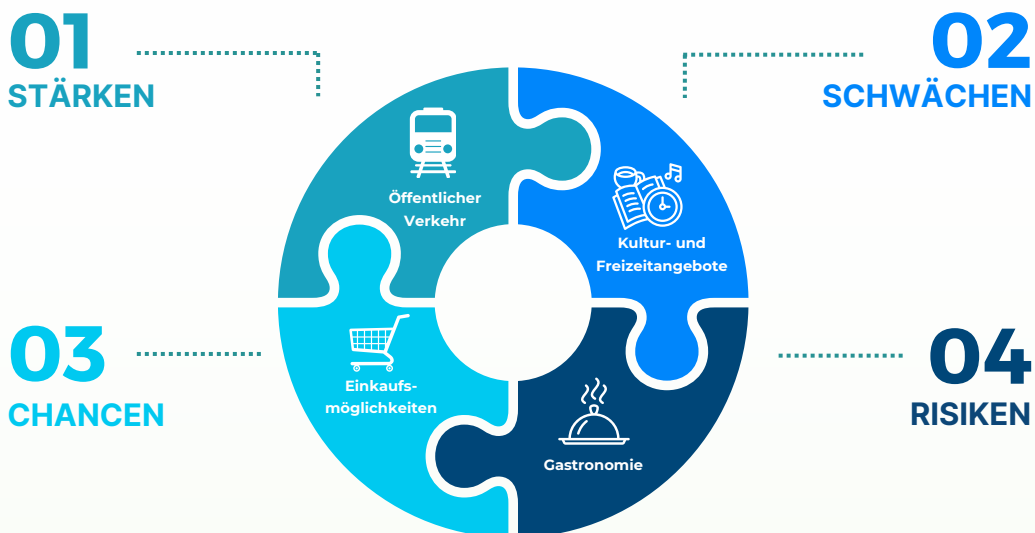 01
STÄRKEN
02
SCHWÄCHEN
Öffentlicher
Verkehr
Kultur- und
Freizeitangebote
03
CHANCEN
Einkaufs-
möglichkeiten
04
RISIKEN
Gastronomie